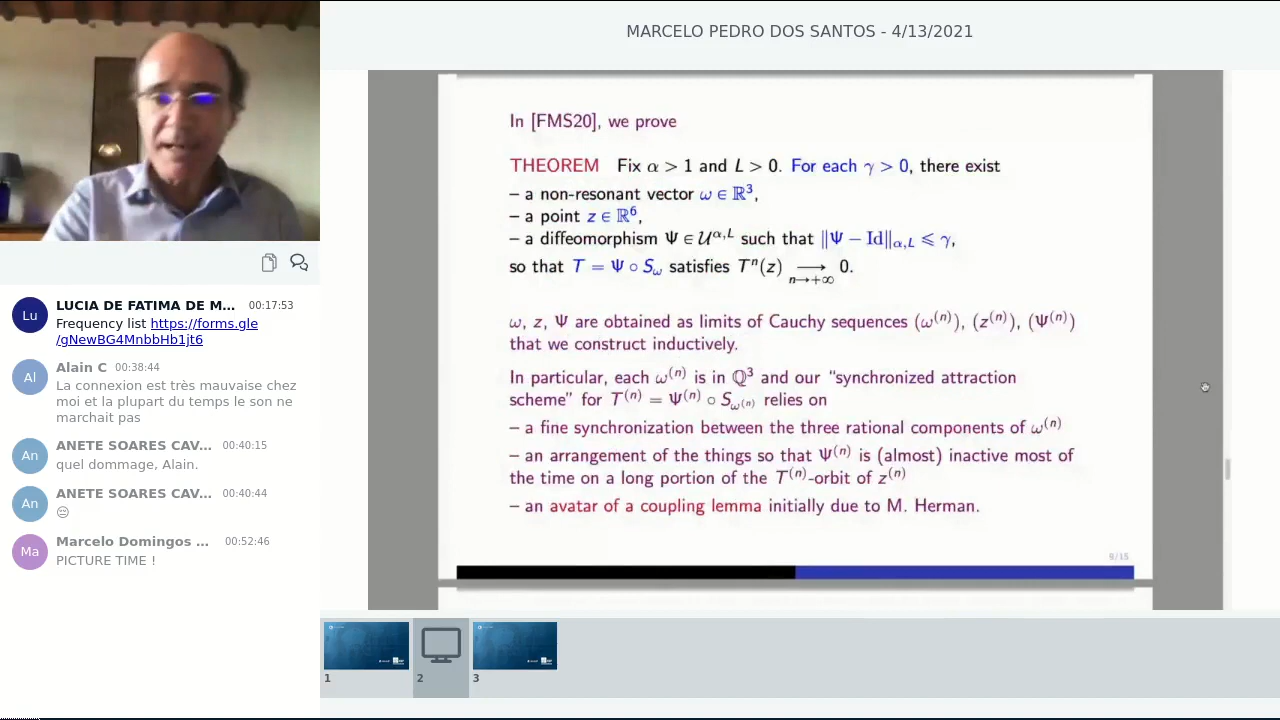 MARCELO PEDRO DOS SANTOS - 4/13/2021
Lu
LUCIA DE FATIMA DE M... 00:17:53
Frequency list https://forms.gle
/gNewBG4MnbbHb1jt6
Al
Alain C 00:38:44
La connexion est très mauvaise chez
moi et la plupart du temps le son ne
marchait pas
An
ANETE SOARES CAV... 00:40:15
quel dommage, Alain.
An
ANETE SOARES CAV... 00:40:44
😔
Ma
Marcelo Domingos ... 00:52:46
PICTURE TIME !
In [FMS20], we prove
THEOREM Fix α > 1 and L > 0. For each γ > 0, there exist
– a non-resonant vector ω ∈ ℝ³,
– a point z ∈ ℝ⁶,
– a diffeomorphism Ψ ∈ 𝒰^{α,L} such that ‖Ψ − Id‖_{α,L} ⩽ γ,
so that T = Ψ ∘ S_ω satisfies Tⁿ(z) ⟶ 0.
n→+∞
ω, z, Ψ are obtained as limits of Cauchy sequences (ω⁽ⁿ⁾), (z⁽ⁿ⁾), (Ψ⁽ⁿ⁾)
that we construct inductively.
In particular, each ω⁽ⁿ⁾ is in ℚ³ and our “synchronized attraction
scheme” for T⁽ⁿ⁾ = Ψ⁽ⁿ⁾ ∘ S_{ω⁽ⁿ⁾} relies on
– a fine synchronization between the three rational components of ω⁽ⁿ⁾
– an arrangement of the things so that Ψ⁽ⁿ⁾ is (almost) inactive most of
the time on a long portion of the T⁽ⁿ⁾-orbit of z⁽ⁿ⁾
– an avatar of a coupling lemma initially due to M. Herman.
9/15
1
2
3